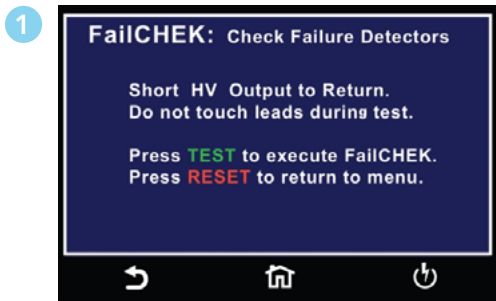 1
FailCHEK: Check Failure Detectors
Short HV Output to Return.
Do not touch leads during test.
Press TEST to execute FailCHEK.
Press RESET to return to menu.